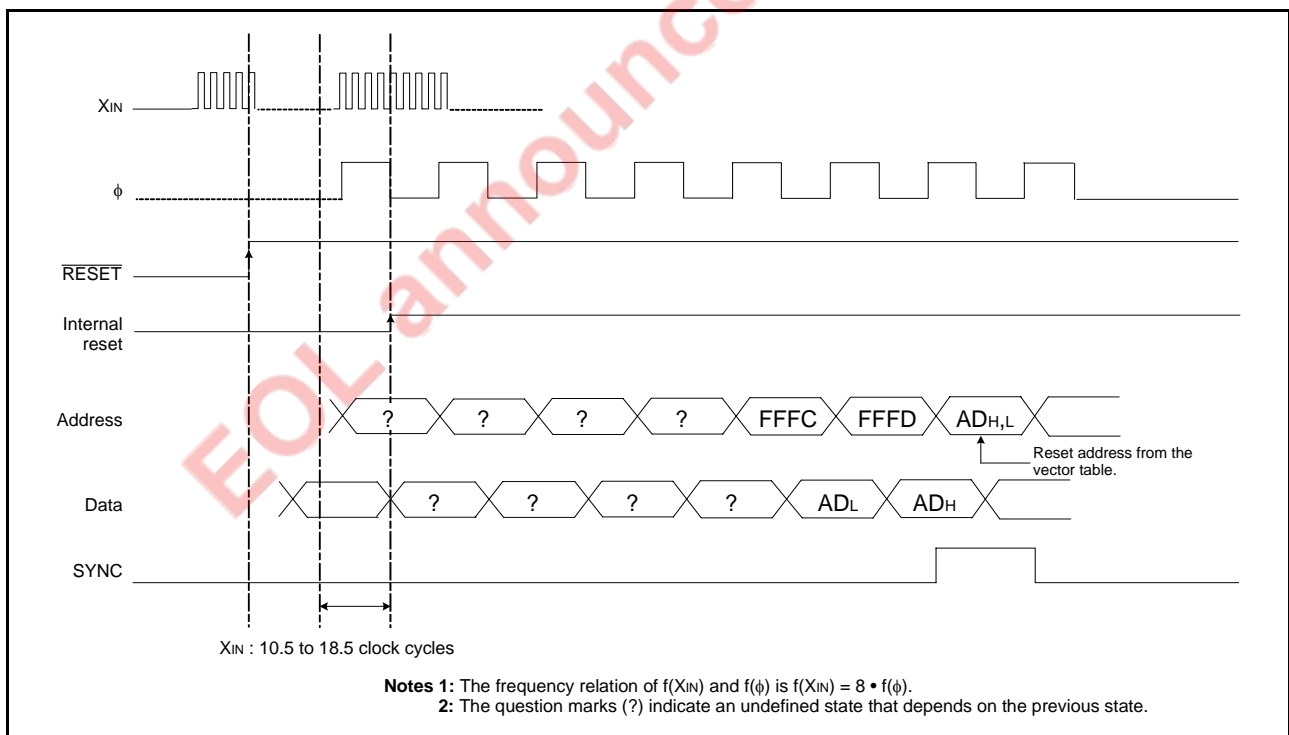 EOL announce
XIN
ϕ
RESET
Internal
reset
Address
? ? ? ? FFFC FFFD ADH,L
Reset address from the
vector table.
Data
? ? ? ? ADL ADH
SYNC
XIN : 10.5 to 18.5 clock cycles
Notes 1: The frequency relation of f(XIN) and f(ϕ) is f(XIN) = 8 • f(ϕ).
2: The question marks (?) indicate an undefined state that depends on the previous state.